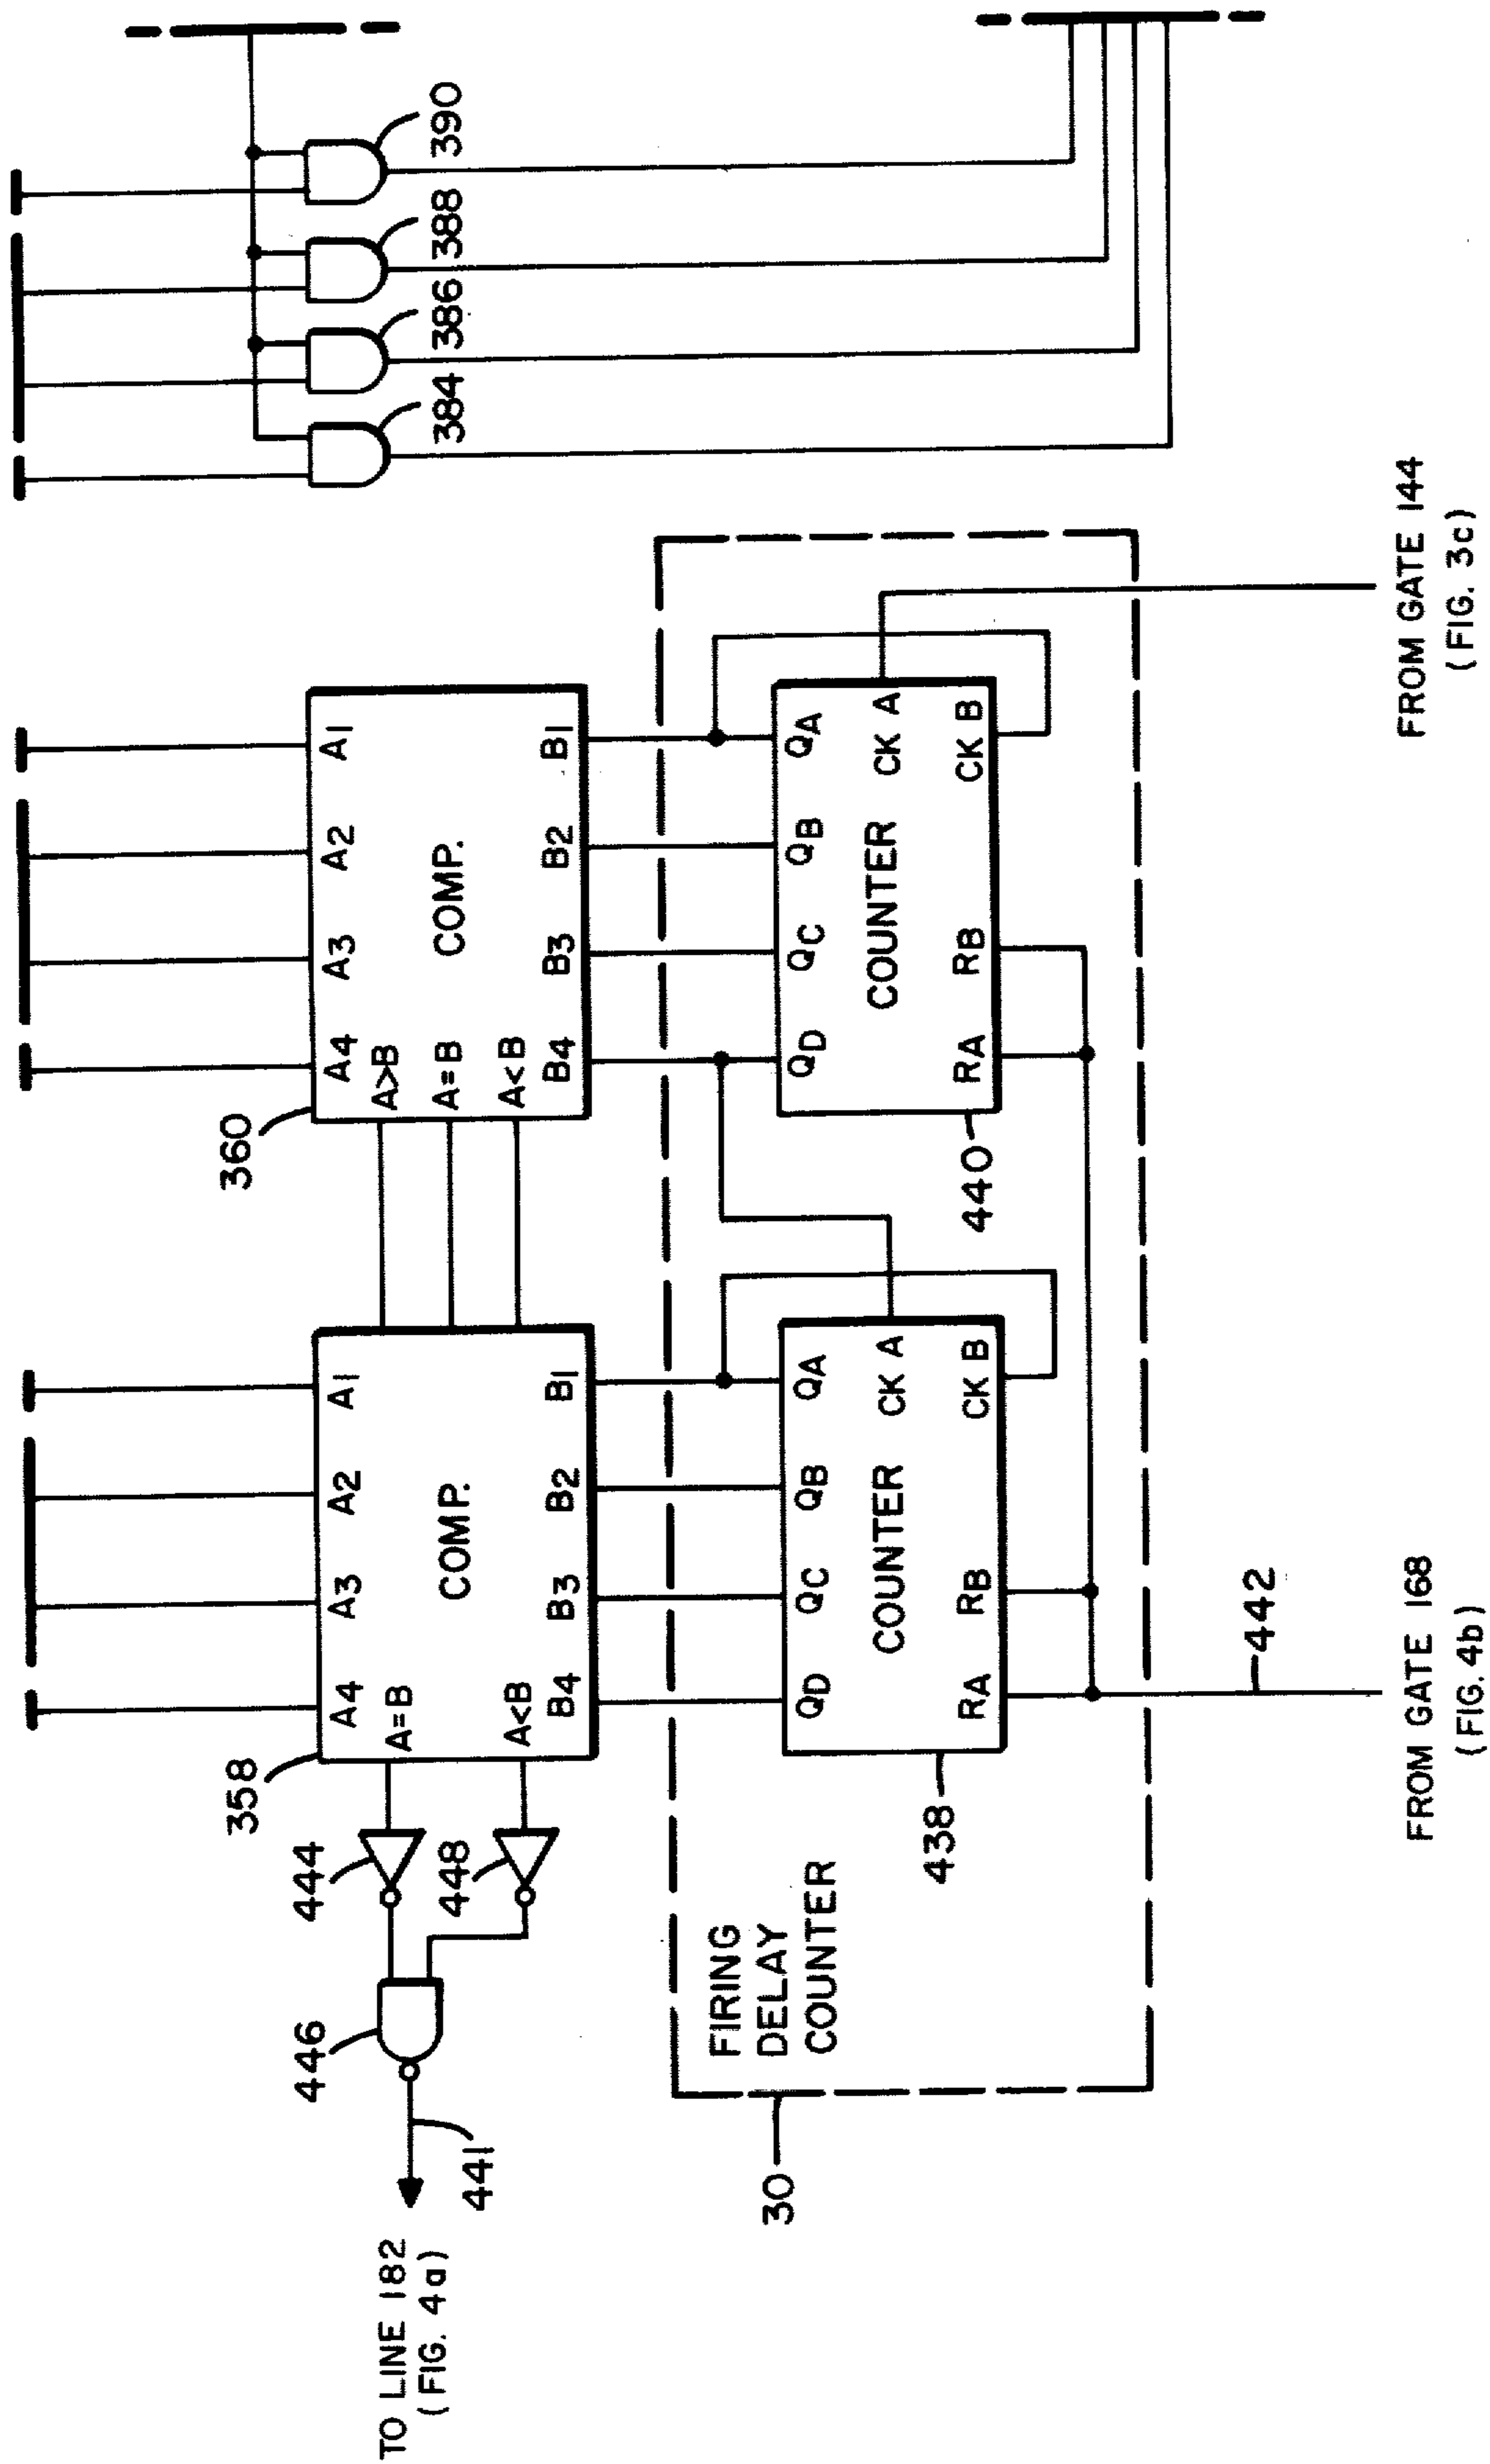 358
360
446
444
A4 A3 A2 A1
A4 A3 A2 A1
TO LINE 182
(FIG. 4a)
A=B
A>B
448
COMP.
A=B
COMP.
384 386 388 390
441
A<B
A<B
B4 B3 B2 B1
B4 B3 B2 B1
FIRING
DELAY
COUNTER
30
QD QC QB QA
QD QC QB QA
COUNTER CK A
COUNTER CK A
438
RA RB CK B
440
RA RB CK B
442
FROM GATE 168
(FIG. 4b)
FROM GATE 144
(FIG. 3c)